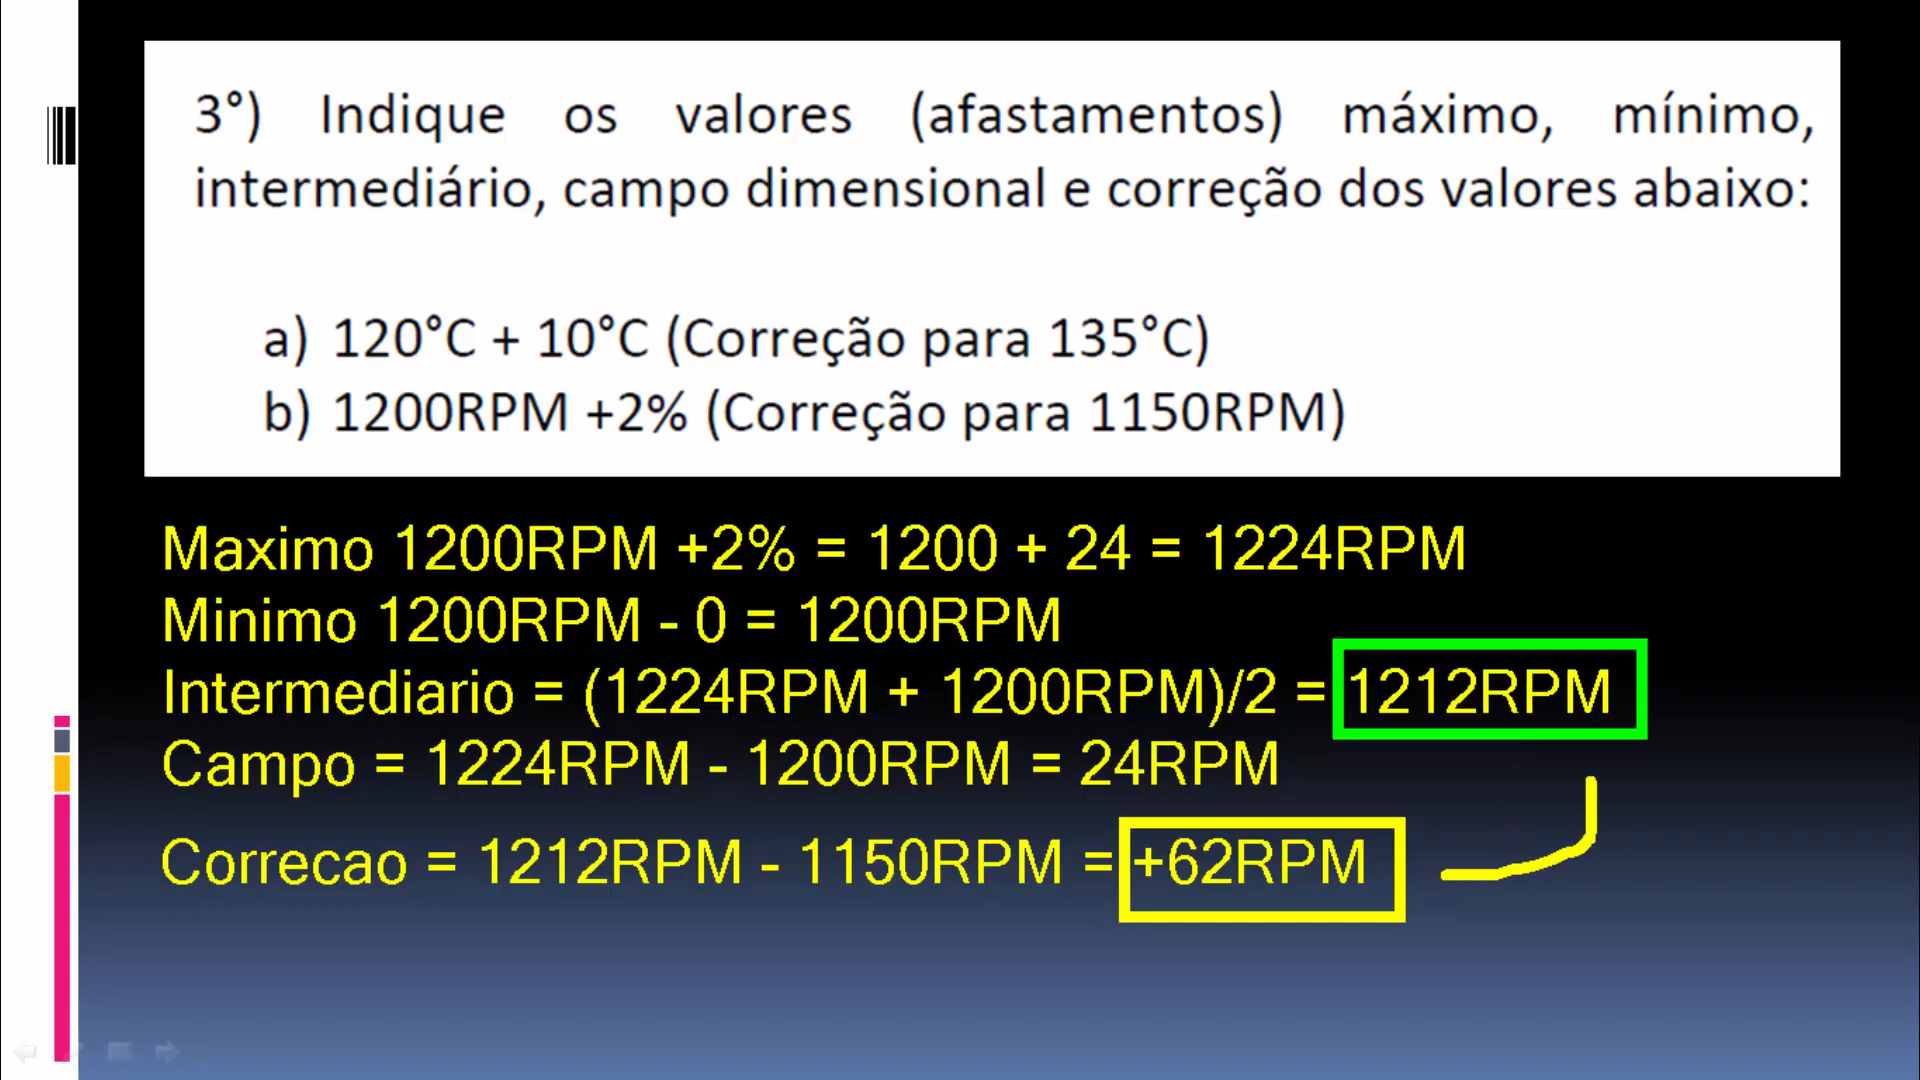 3°) Indique os valores (afastamentos) máximo, mínimo,
intermediário, campo dimensional e correção dos valores abaixo:
a) 120°C + 10°C (Correção para 135°C)
b) 1200RPM +2% (Correção para 1150RPM)
Maximo 1200RPM +2% = 1200 + 24 = 1224RPM
Minimo 1200RPM - 0 = 1200RPM
Intermediario = (1224RPM + 1200RPM)/2 = 1212RPM
Campo = 1224RPM - 1200RPM = 24RPM
Correcao = 1212RPM - 1150RPM = +62RPM